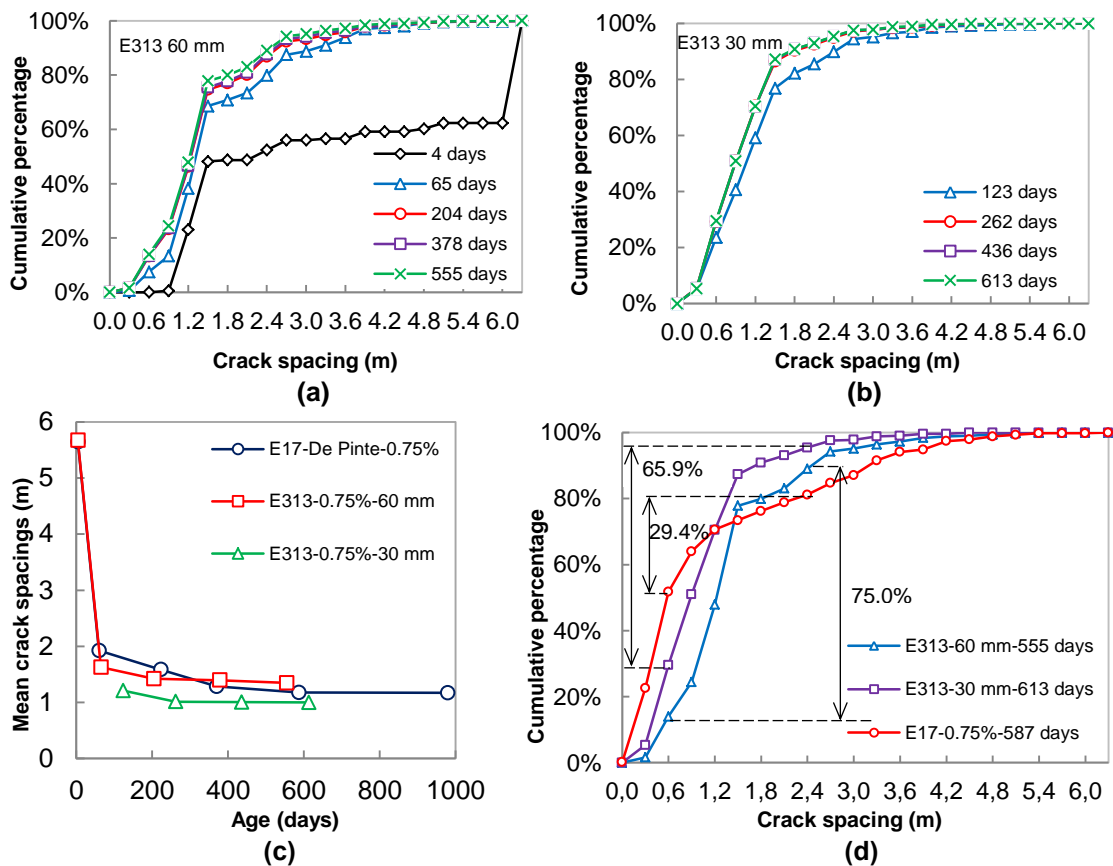 100%
80%
60%
40%
20%
0%
Cumulative percentage
E313 60 mm
4 days
65 days
204 days
378 days
555 days
0.0 0.6 1.2 1.8 2.4 3.0 3.6 4.2 4.8 5.4 6.0
Crack spacing (m)
(a)
100%
80%
60%
40%
20%
0%
Cumulative percentage
E313 30 mm
123 days
262 days
436 days
613 days
0.0 0.6 1.2 1.8 2.4 3.0 3.6 4.2 4.8 5.4 6.0
Crack spacing (m)
(b)
6
5
4
3
2
1
0
Mean crack spacings (m)
E17-De Pinte-0.75%
E313-0.75%-60 mm
E313-0.75%-30 mm
0 200 400 600 800 1000
Age (days)
(c)
100%
80%
60%
40%
20%
0%
Cumulative percentage
65.9%
29.4%
75.0%
E313-60 mm-555 days
E313-30 mm-613 days
E17-0.75%-587 days
0,0 0,6 1,2 1,8 2,4 3,0 3,6 4,2 4,8 5,4 6,0
Crack spacing (m)
(d)